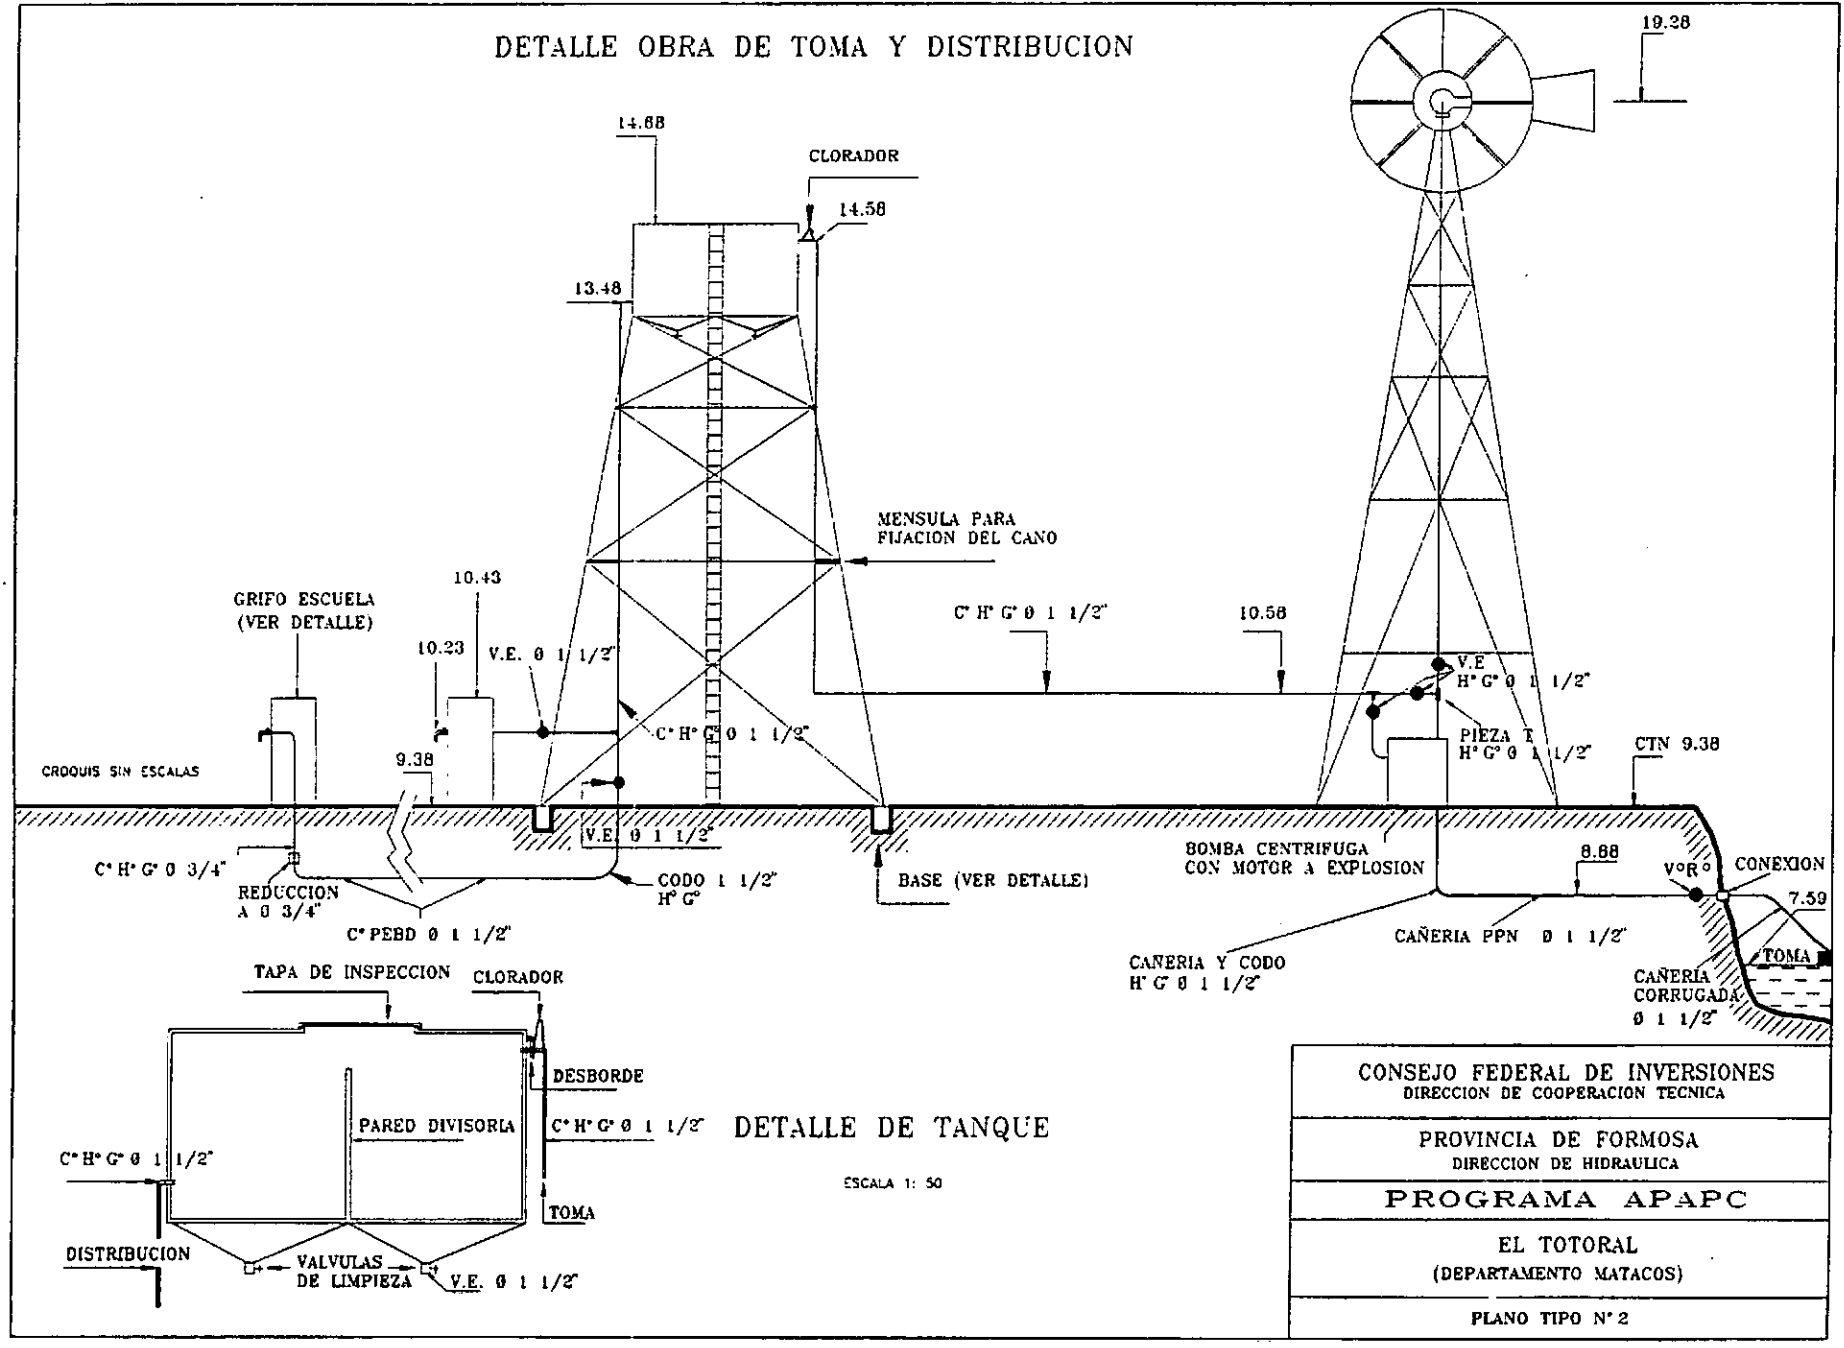 DETALLE OBRA DE TOMA Y DISTRIBUCION
19.28
14.68
CLORADOR
14.58
13.48
MENSULA PARA
FIJACION DEL CANO
10.43
GRIFO ESCUELA
(VER DETALLE)
10.23
V.E. Ø 1 1/2"
C° H° G° Ø 1 1/2"
10.58
V.E
H° G° Ø 1 1/2"
C° H° G° Ø 1 1/2"
PIEZA T
H° G° Ø 1 1/2"
CTN 9.38
CROQUIS SIN ESCALAS
9.38
V.E. Ø 1 1/2"
C° H° G° Ø 3/4"
REDUCCION
A Ø 3/4"
CODO 1 1/2"
H° G°
BASE (VER DETALLE)
BOMBA CENTRIFUGA
CON MOTOR A EXPLOSION
8.88
V°R°
CONEXION
7.59
C° PEBD Ø 1 1/2"
CAÑERIA PPN Ø 1 1/2"
CAÑERIA Y CODO
H° G° Ø 1 1/2"
TOMA
CAÑERIA
CORRUGADA
Ø 1 1/2"
TAPA DE INSPECCION
CLORADOR
DESBORDE
PARED DIVISORIA
C° H° G° Ø 1 1/2"
DETALLE DE TANQUE
C° H° G° Ø 1 1/2"
ESCALA 1: 50
TOMA
DISTRIBUCION
VALVULAS
DE LIMPIEZA
V.E. Ø 1 1/2"
CONSEJO FEDERAL DE INVERSIONES
DIRECCION DE COOPERACION TECNICA
PROVINCIA DE FORMOSA
DIRECCION DE HIDRAULICA
PROGRAMA APAPC
EL TOTORAL
(DEPARTAMENTO MATACOS)
PLANO TIPO N° 2